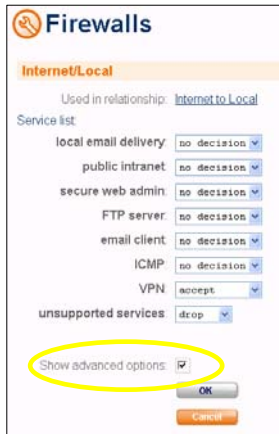 Firewalls
Internet/Local
Used in relationship: Internet to Local
Service list:
local email delivery: no decision
public intranet: no decision
secure web admin: no decision
FTP server: no decision
email client: no decision
ICMP: no decision
VPN: accept
unsupported services: drop
Show advanced options:
OK
Cancel